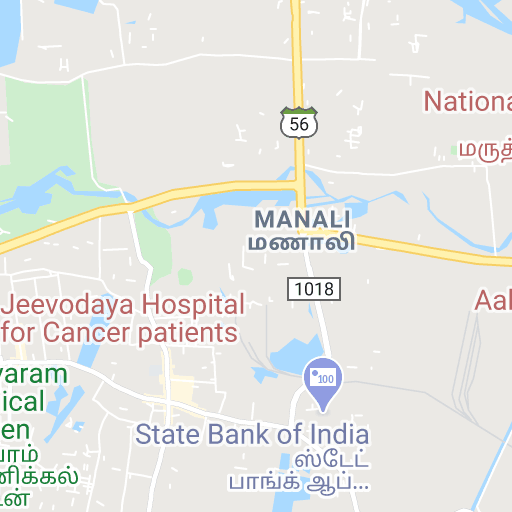 56
Nationa
மருத்
MANALI
மணாலி
1018
Jeevodaya Hospital
for Cancer patients
Aal
varam
ical
en
100
State Bank of India
ஸ்டேட்
பாங்க் ஆப்...
வாம்
னிக்கல்
டன்